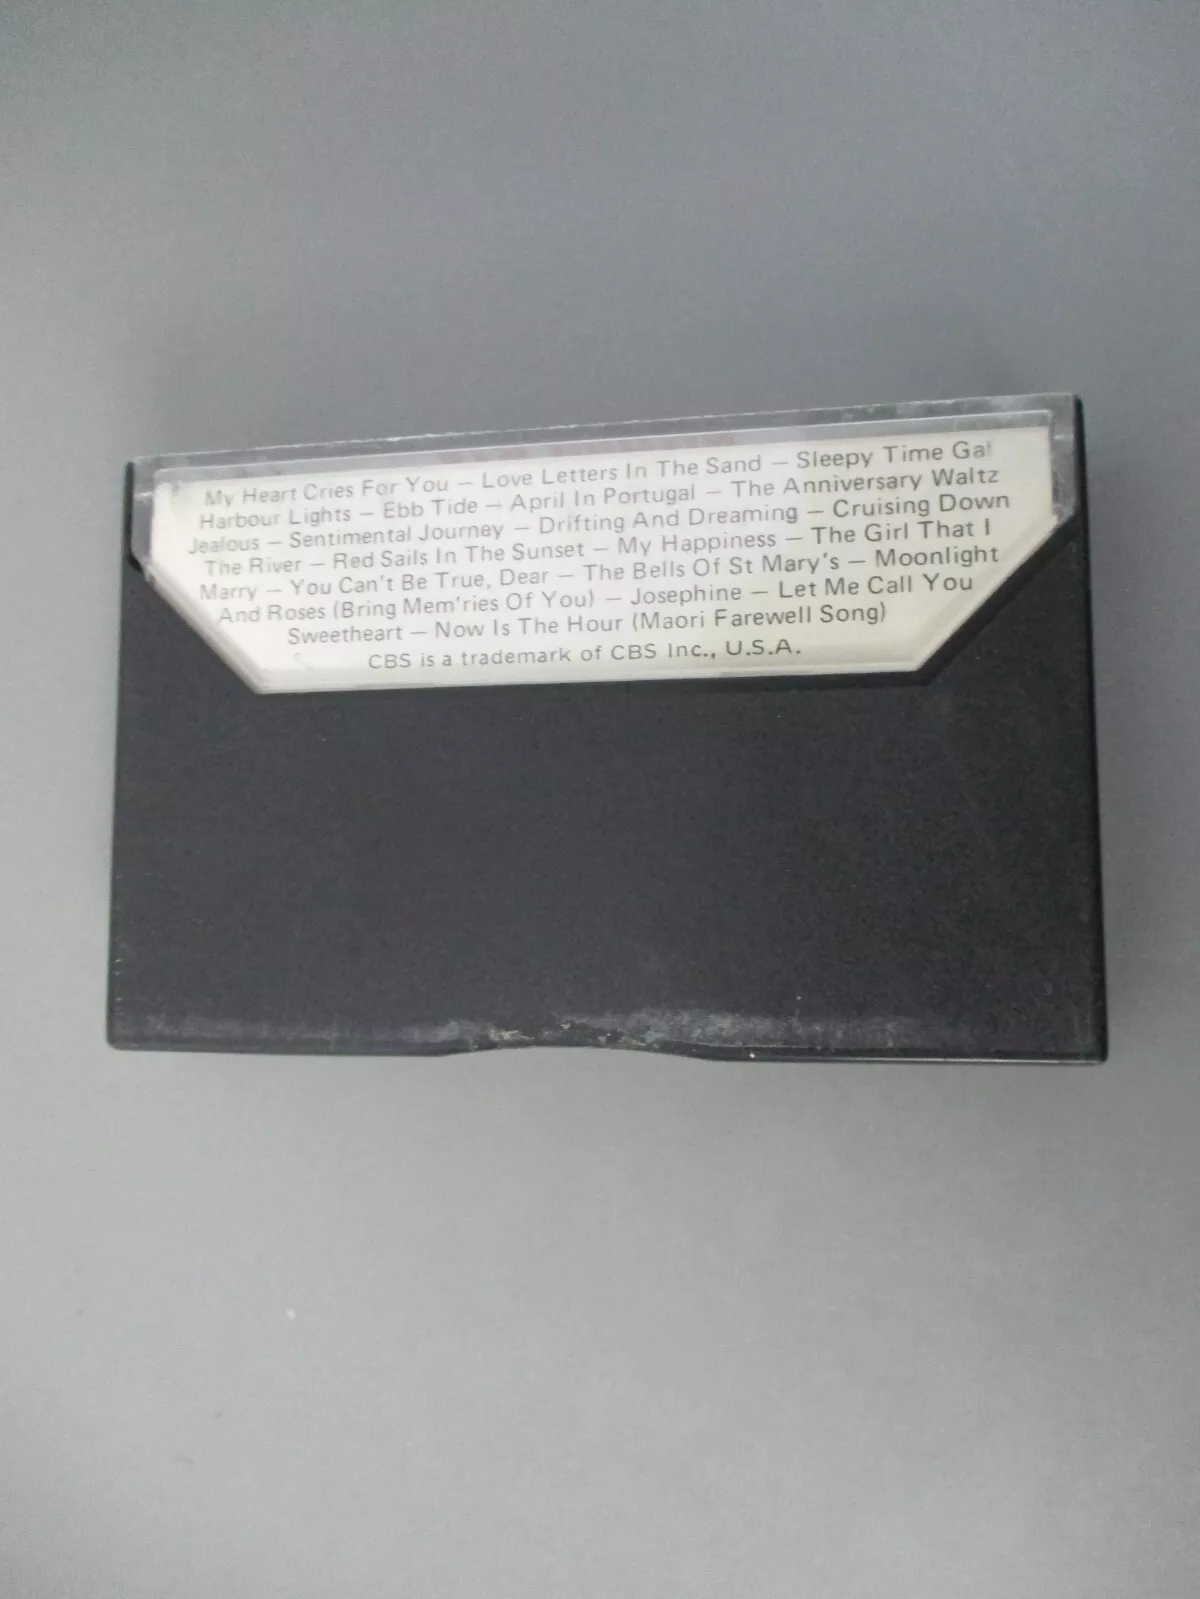 My Heart Cries For You — Love Letters In The Sand — Sleepy Time Gal
Harbour Lights — Ebb Tide — April In Portugal — The Anniversary Waltz
Jealous — Sentimental Journey — Drifting And Dreaming — Cruising Down
The River — Red Sails In The Sunset — My Happiness — The Girl That I
Marry — You Can't Be True, Dear — The Bells Of St Mary's — Moonlight
And Roses (Bring Mem'ries Of You) — Josephine — Let Me Call You
Sweetheart — Now Is The Hour (Maori Farewell Song)
CBS is a trademark of CBS Inc., U.S.A.